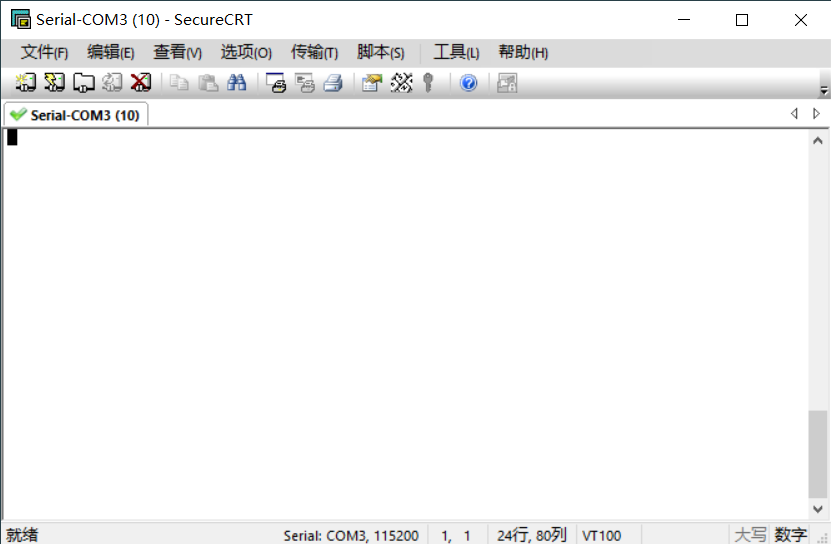 Serial-COM3 (10) - SecureCRT
文件(F) 编辑(E) 查看(V) 选项(O) 传输(T) 脚本(S) 工具(L) 帮助(H)
Serial-COM3 (10)
就绪 Serial: COM3, 115200 1, 1 24行, 80列 VT100 大写 数字